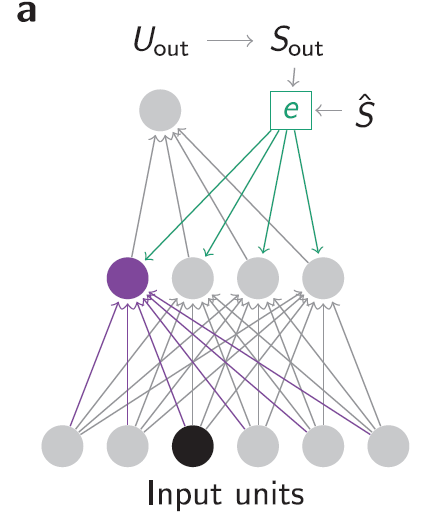 a
U_out → S_out
e ← Ŝ
Input units